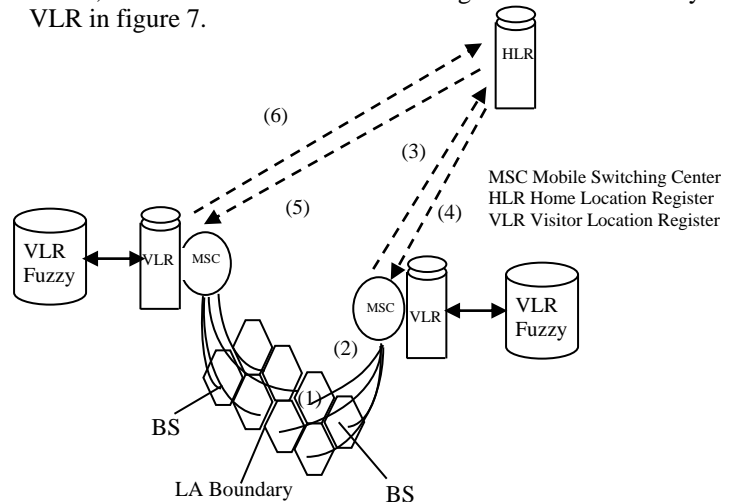 VLR in figure 7.
HLR
(6)
(3)
MSC Mobile Switching Center
HLR Home Location Register
VLR Visitor Location Register
(5)
(4)
VLR
Fuzzy
VLR
MSC
MSC
VLR
VLR
Fuzzy
(2)
(1)
BS
LA Boundary
BS